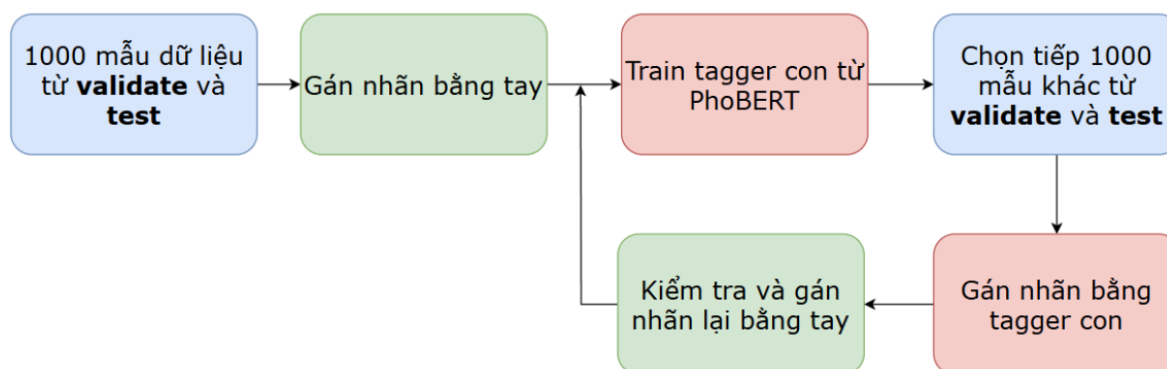 1000 mẫu dữ liệu
từ validate và
test
Gán nhãn bằng tay
Train tagger con từ
PhoBERT
Chọn tiếp 1000
mẫu khác từ
validate và test
Gán nhãn bằng
tagger con
Kiểm tra và gán
nhãn lại bằng tay